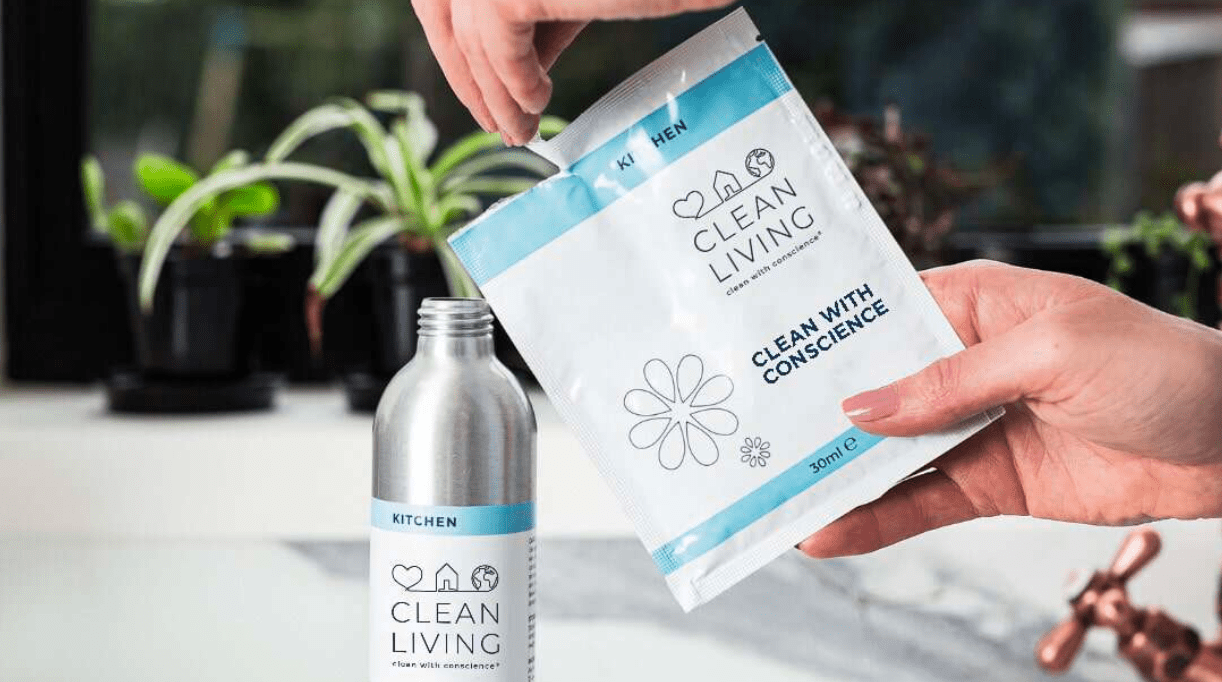 KITCHEN
CLEAN
LIVING
clean with conscience®
CLEAN WITH
CONSCIENCE
30ml ℮
KITCHEN
CLEAN
LIVING
clean with conscience®